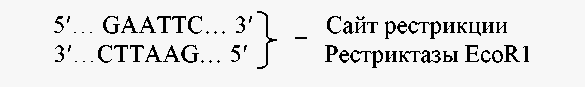 5′… GAATTC… 3′ } – Сайт рестрикции
3′…CTTAAG… 5′ Рестриктазы EcoR1